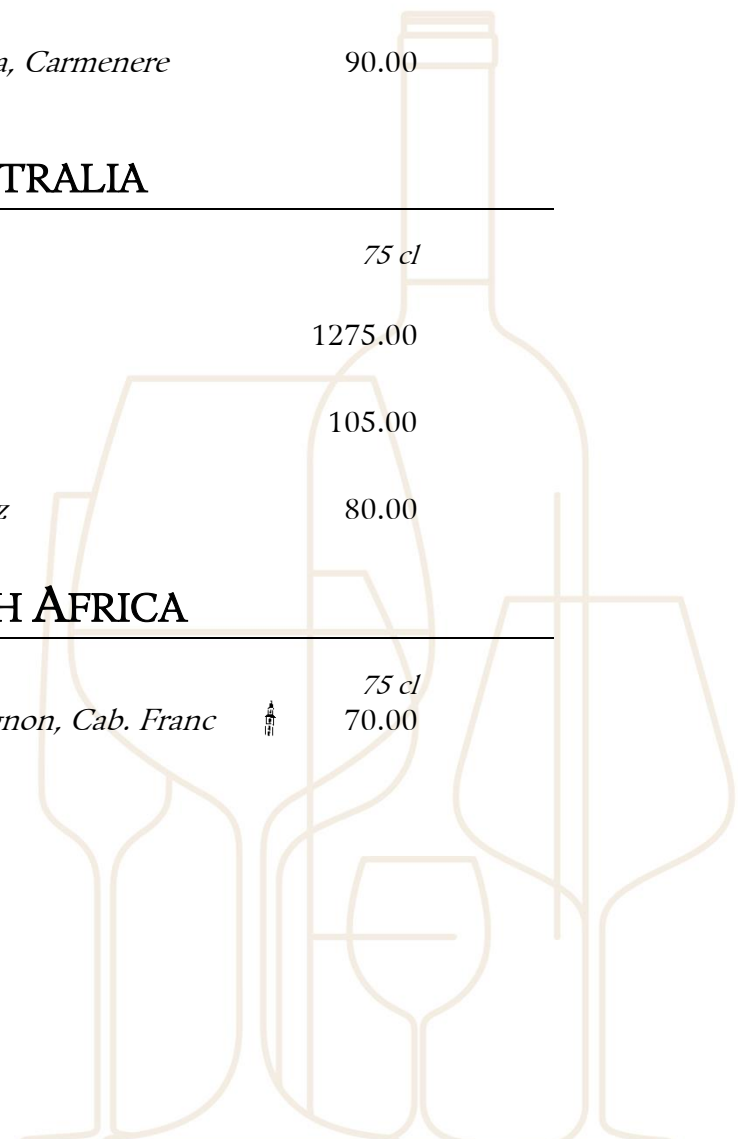 a, Carmenere 90.00
TRALIA
75 cl
1275.00
105.00
z 80.00
H AFRICA
75 cl
gnon, Cab. Franc 70.00